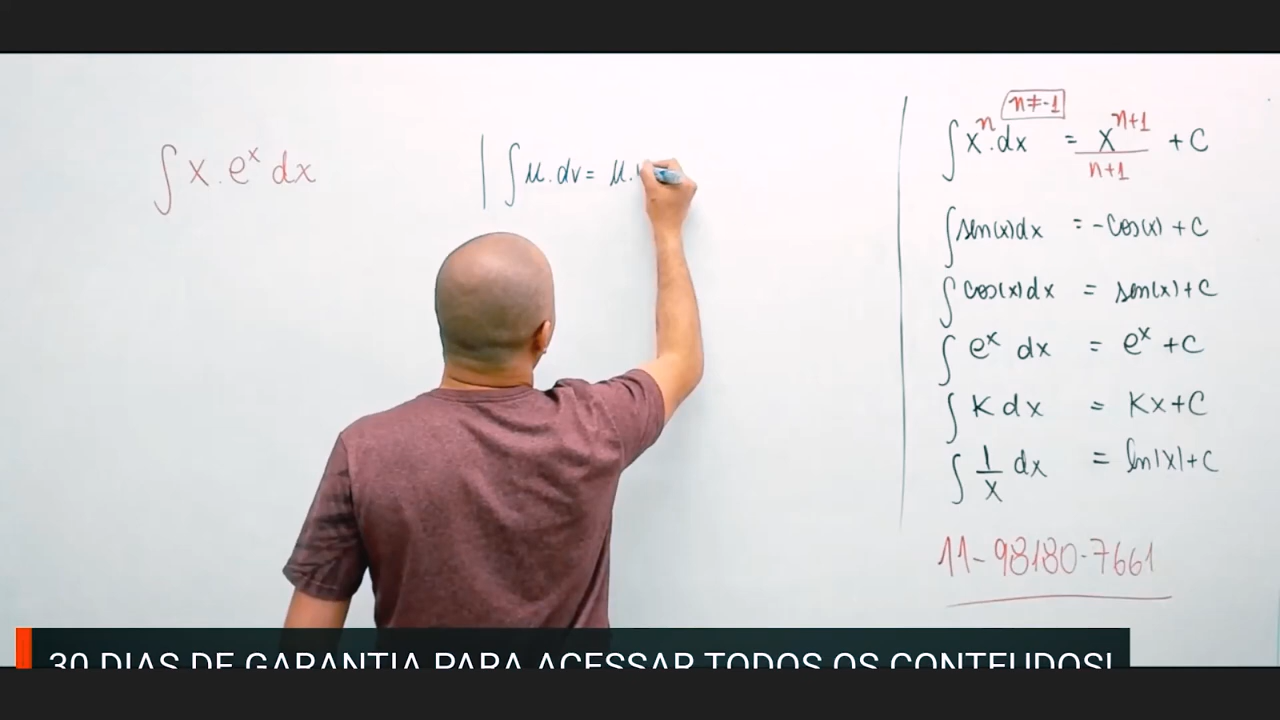 ∫ x . eˣ dx
∫ μ . dv = μ .
n ≠ -1
∫ xⁿ . dx = xⁿ⁺¹ / n+1 + C
∫ sen(x)dx = -cos(x) + C
∫ cos(x)dx = sen(x) + C
∫ eˣ dx = eˣ + C
∫ K dx = Kx + C
∫ 1/x dx = ln|x| + C
11-98180-7661
30 DIAS DE GARANTIA PARA ACESSAR TODOS OS CONTEUDOS!